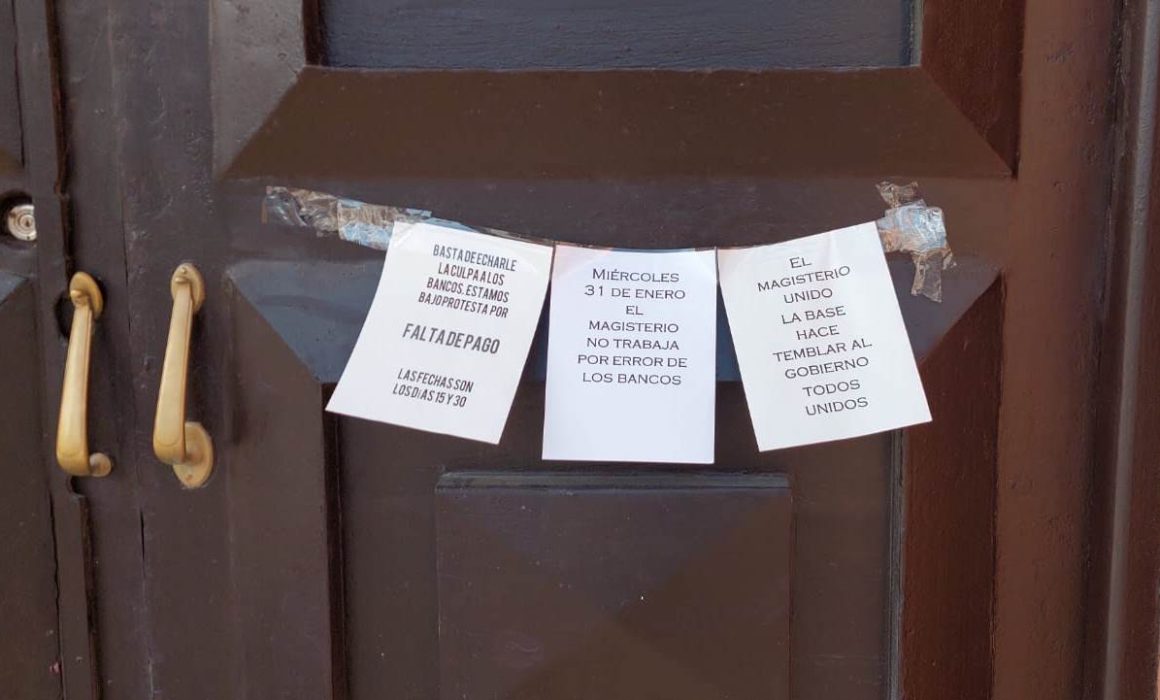 BASTA DE ECHARLE
LA CULPA A LOS
BANCOS. ESTAMOS
BAJO PROTESTA POR
FALTA DE PAGO
LAS FECHAS SON
LOS DÍAS 15 Y 30
MIÉRCOLES
31 DE ENERO
EL
MAGISTERIO
NO TRABAJA
POR ERROR DE
LOS BANCOS
EL
MAGISTERIO
UNIDO
LA BASE
HACE
TEMBLAR AL
GOBIERNO
TODOS
UNIDOS